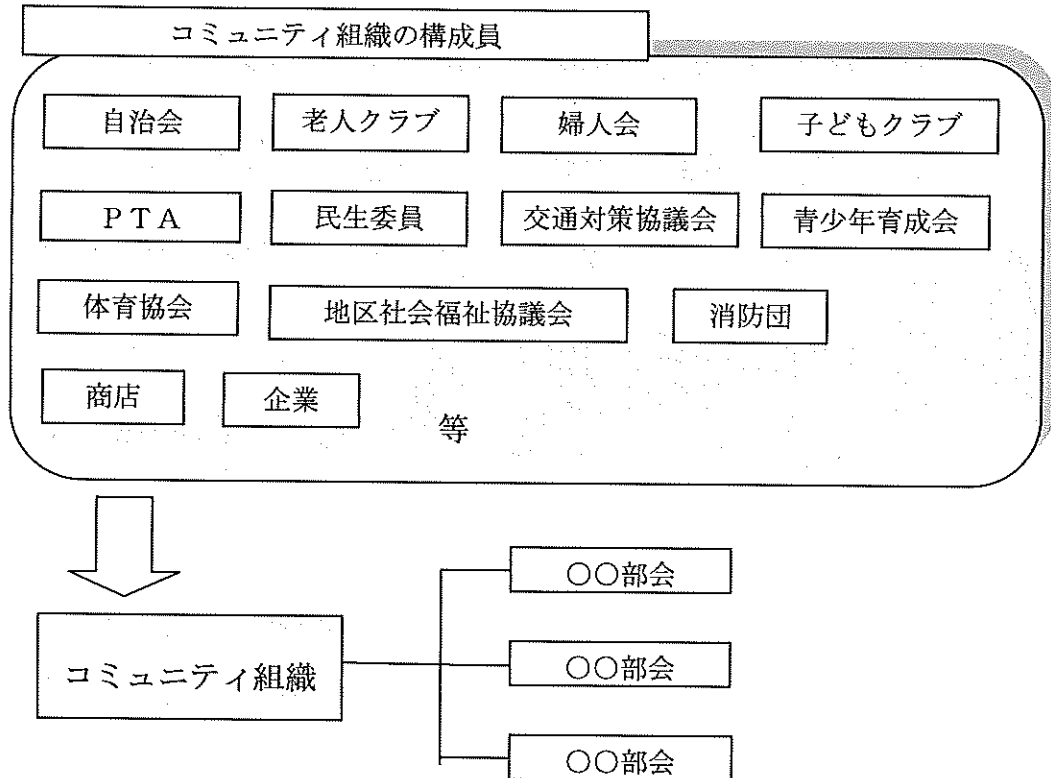 コミュニティ組織の構成員
自治会 老人クラブ 婦人会 子どもクラブ
ＰＴＡ 民生委員 交通対策協議会 青少年育成会
体育協会 地区社会福祉協議会 消防団
商店 企業 等
○○部会
コミュニティ組織 ○○部会
○○部会